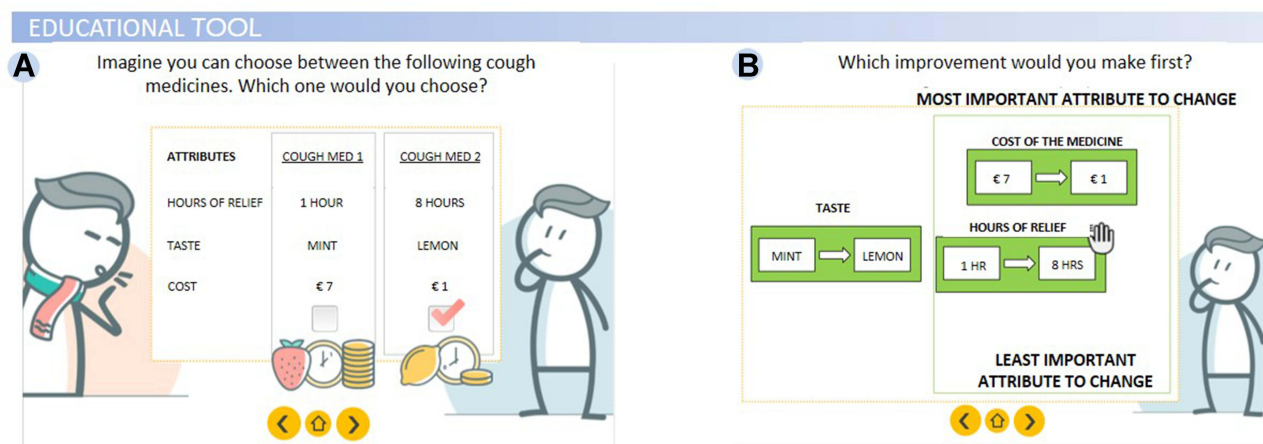 EDUCATIONAL TOOL
A
Imagine you can choose between the following cough
medicines. Which one would you choose?
ATTRIBUTES COUGH MED 1 COUGH MED 2
HOURS OF RELIEF 1 HOUR 8 HOURS
TASTE MINT LEMON
COST € 7 € 1
B
Which improvement would you make first?
MOST IMPORTANT ATTRIBUTE TO CHANGE
COST OF THE MEDICINE
€ 7 € 1
TASTE
MINT LEMON
HOURS OF RELIEF
1 HR 8 HRS
LEAST IMPORTANT
ATTRIBUTE TO CHANGE